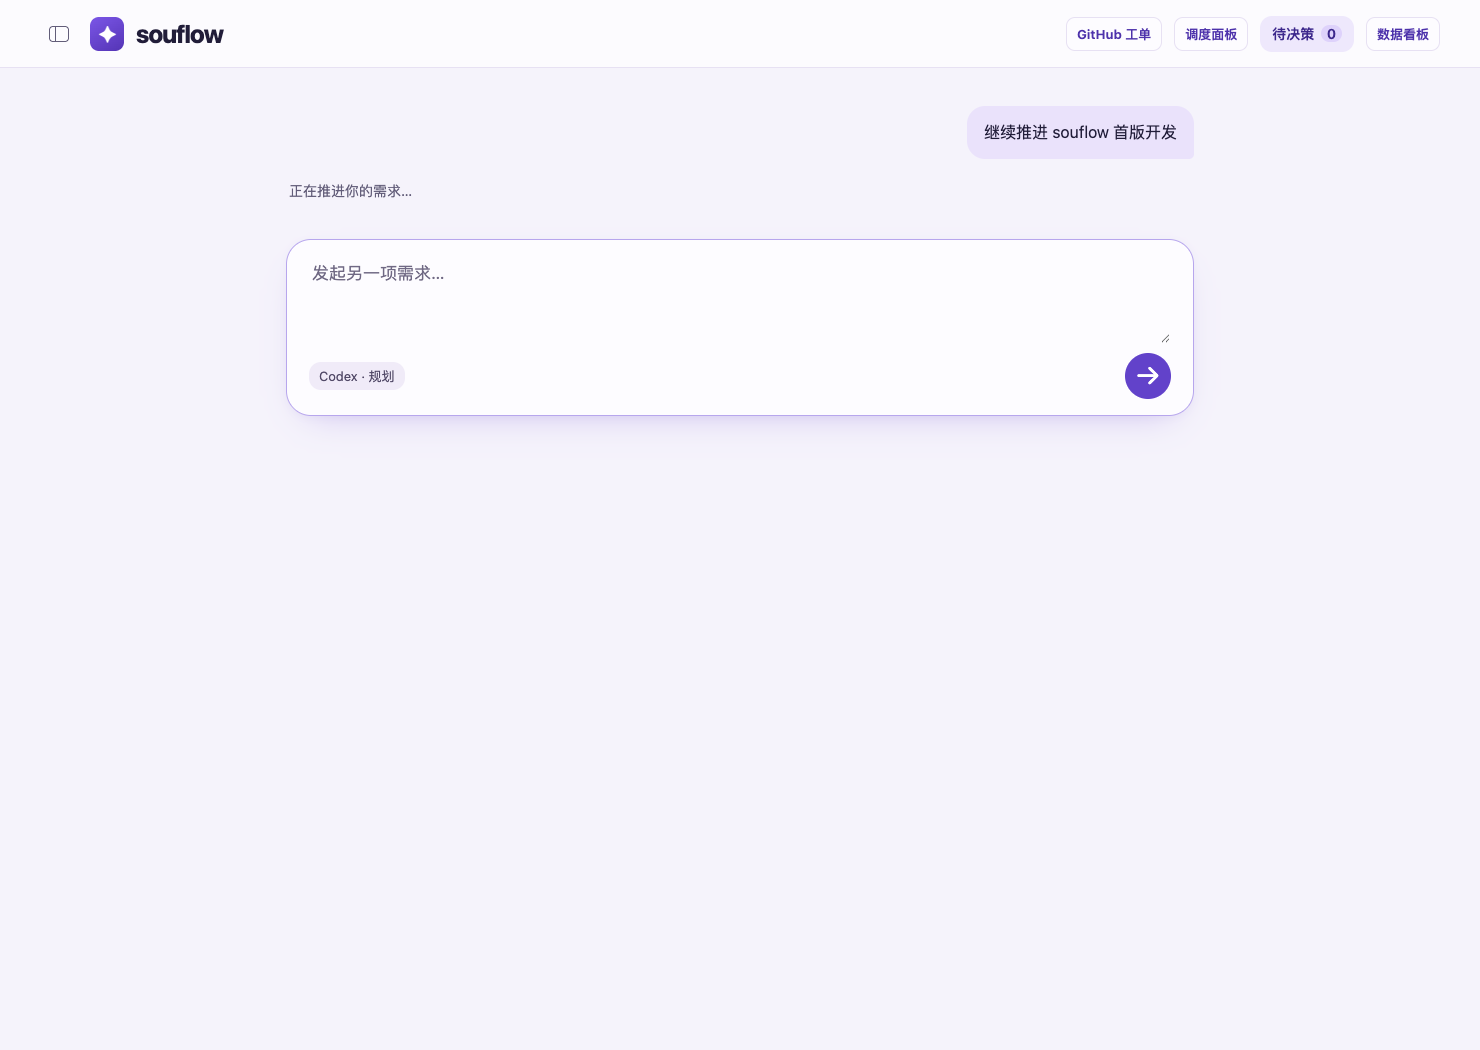 souflow
GitHub 工单
调度面板
待决策 0
数据看板
继续推进 souflow 首版开发
正在推进你的需求...
发起另一项需求...
Codex · 规划